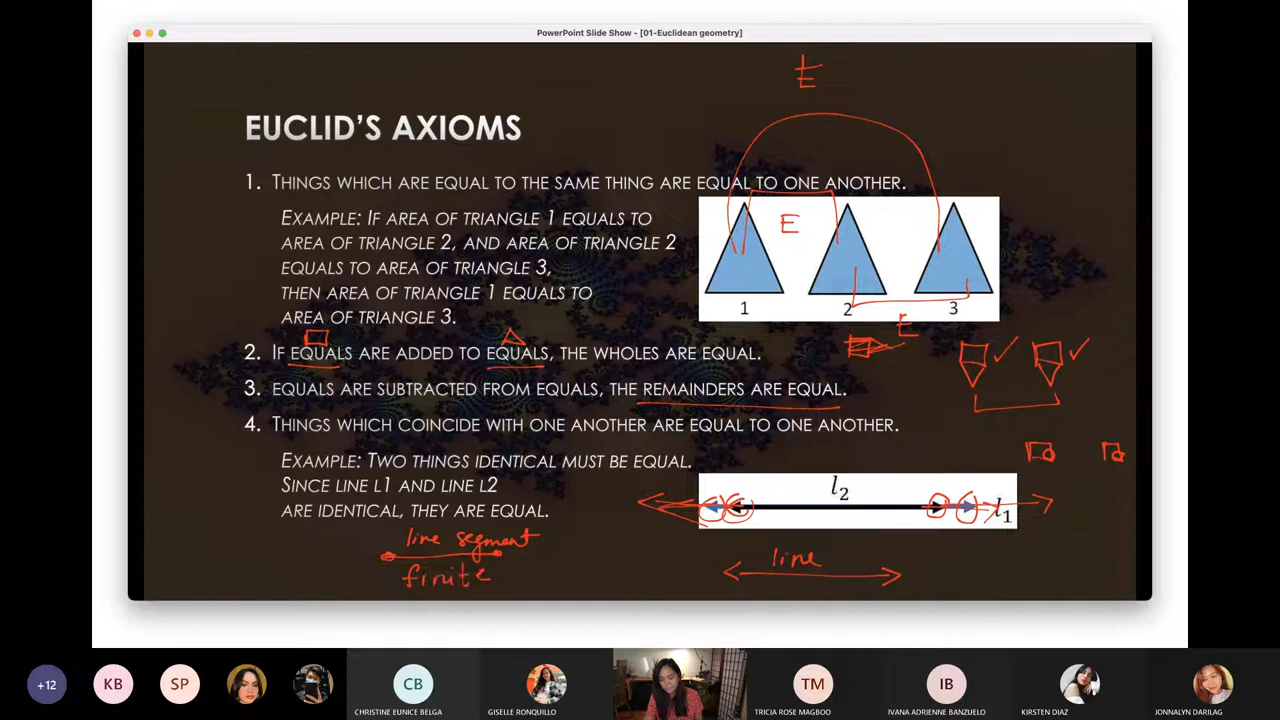 PowerPoint Slide Show - [01-Euclidean geometry]
E
EUCLID'S AXIOMS
1. THINGS WHICH ARE EQUAL TO THE SAME THING ARE EQUAL TO ONE ANOTHER.
EXAMPLE: IF AREA OF TRIANGLE 1 EQUALS TO
AREA OF TRIANGLE 2, AND AREA OF TRIANGLE 2
EQUALS TO AREA OF TRIANGLE 3,
THEN AREA OF TRIANGLE 1 EQUALS TO
AREA OF TRIANGLE 3.
E
1 2 3
E
2. IF EQUALS ARE ADDED TO EQUALS, THE WHOLES ARE EQUAL.
3. EQUALS ARE SUBTRACTED FROM EQUALS, THE REMAINDERS ARE EQUAL.
4. THINGS WHICH COINCIDE WITH ONE ANOTHER ARE EQUAL TO ONE ANOTHER.
EXAMPLE: TWO THINGS IDENTICAL MUST BE EQUAL.
SINCE LINE L1 AND LINE L2
ARE IDENTICAL, THEY ARE EQUAL.
l2
l1
line segment
finite
line
+12
KB
SP
CB
TM
IB
CHRISTINE EUNICE BELGA
GISELLE RONQUILLO
TRICIA ROSE MAGBOO
IVANA ADRIENNE BANZUELO
KIRSTEN DIAZ
JONNALYN DARILAG